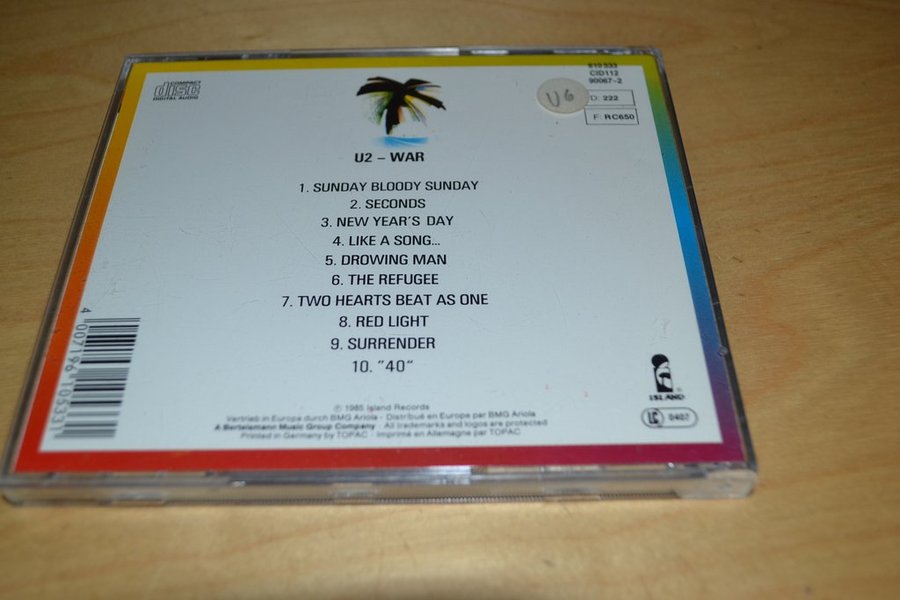 COMPACT
disc
DIGITAL AUDIO
810 533
CID112
90067-2
U6
D: 222
F: RC650
U2 – WAR
1. SUNDAY BLOODY SUNDAY
2. SECONDS
3. NEW YEAR'S DAY
4. LIKE A SONG...
5. DROWING MAN
6. THE REFUGEE
7. TWO HEARTS BEAT AS ONE
8. RED LIGHT
9. SURRENDER
10. "40"
℗ 1985 Island Records
Vertrieb in Europa durch BMG Ariola · Distribué en Europe par BMG Ariola
A Bertelsmann Music Group Company · All trademarks and logos are protected
Printed in Germany by TOPAC · Imprimé en Allemagne par TOPAC
ISLAND
LC 0407